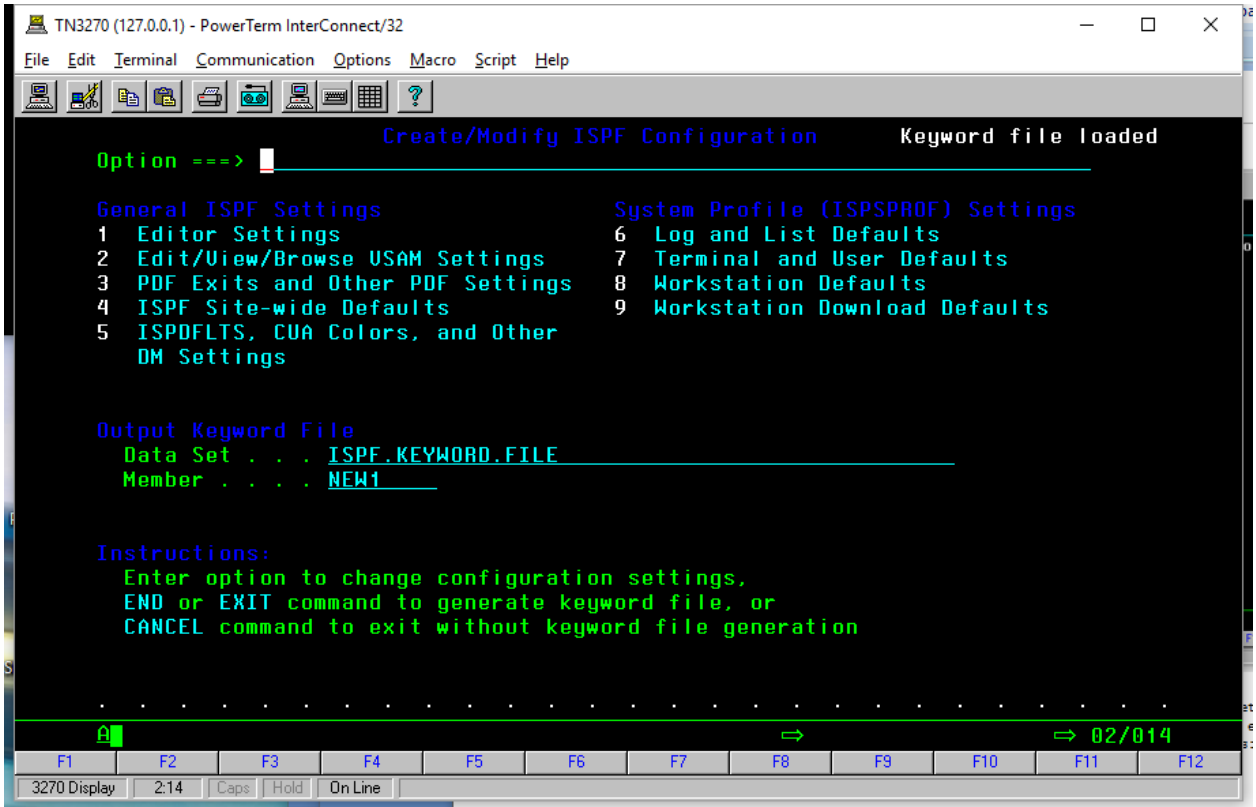 TN3270 (127.0.0.1) - PowerTerm InterConnect/32
File Edit Terminal Communication Options Macro Script Help
Create/Modify ISPF Configuration Keyword file loaded
Option ===>
General ISPF Settings System Profile (ISPSPROF) Settings
1 Editor Settings 6 Log and List Defaults
2 Edit/View/Browse VSAM Settings 7 Terminal and User Defaults
3 PDF Exits and Other PDF Settings 8 Workstation Defaults
4 ISPF Site-wide Defaults 9 Workstation Download Defaults
5 ISPDFLTS, CUA Colors, and Other
DM Settings
Output Keyword File
Data Set . . . ISPF.KEYWORD.FILE
Member . . . . NEW1
Instructions:
Enter option to change configuration settings,
END or EXIT command to generate keyword file, or
CANCEL command to exit without keyword file generation
. . . . . . . . . . . . . . . . . . . . . . . . . . .
A ⇒ ⇒ 02/014
F1 F2 F3 F4 F5 F6 F7 F8 F9 F10 F11 F12
3270 Display 2:14 Caps Hold On Line